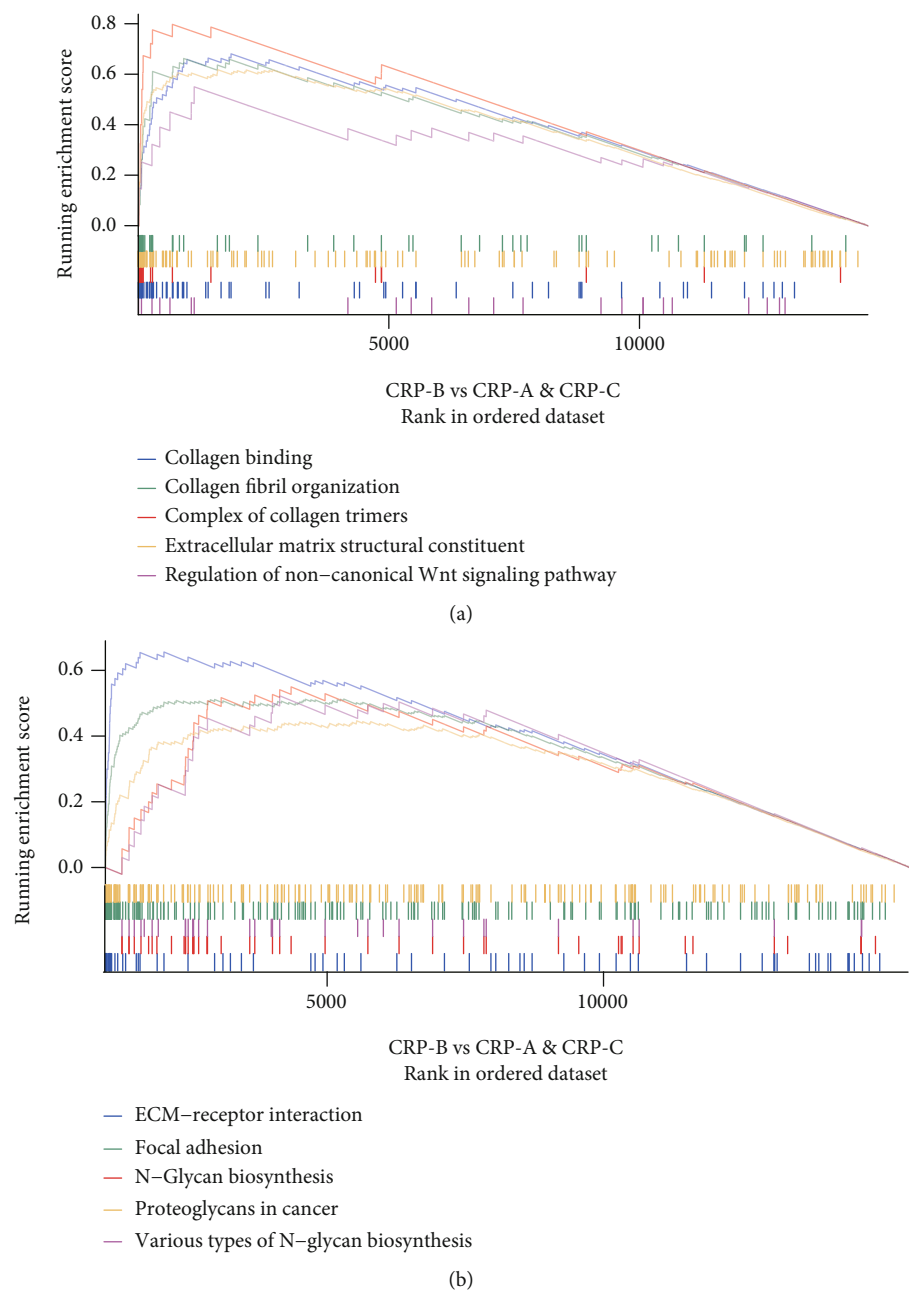 0.8
0.6
0.4
0.2
0.0
Running enrichment score
5000
10000
CRP-B vs CRP-A & CRP-C
Rank in ordered dataset
Collagen binding
Collagen fibril organization
Complex of collagen trimers
Extracellular matrix structural constituent
Regulation of non−canonical Wnt signaling pathway
(a)
0.6
0.4
0.2
0.0
Running enrichment score
5000
10000
CRP-B vs CRP-A & CRP-C
Rank in ordered dataset
ECM−receptor interaction
Focal adhesion
N−Glycan biosynthesis
Proteoglycans in cancer
Various types of N−glycan biosynthesis
(b)